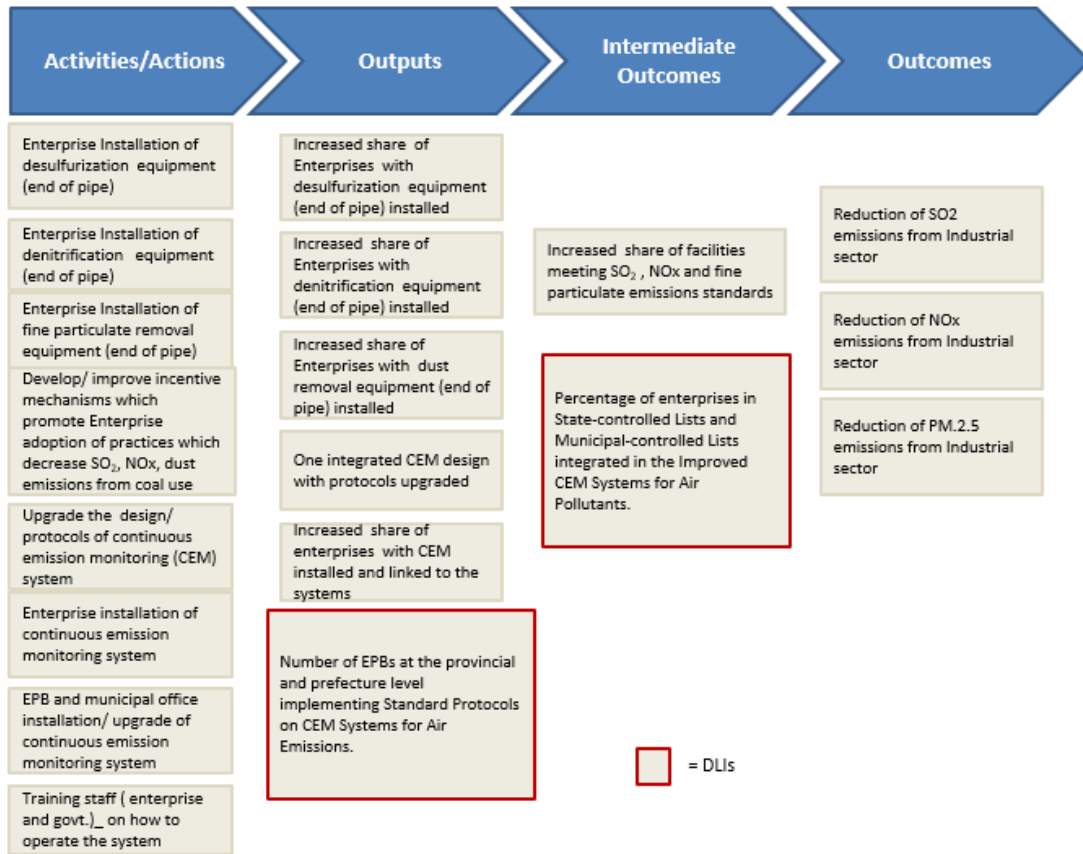 Activities/Actions
Outputs
Intermediate
Outcomes
Outcomes
Enterprise Installation of
desulfurization equipment
(end of pipe)
Enterprise Installation of
denitrification equipment
(end of pipe)
Enterprise Installation of
fine particulate removal
equipment (end of pipe)
Develop/ improve incentive
mechanisms which
promote Enterprise
adoption of practices which
decrease SO₂, NOx, dust
emissions from coal use
Upgrade the design/
protocols of continuous
emission monitoring (CEM)
system
Enterprise installation of
continuous emission
monitoring system
EPB and municipal office
installation/ upgrade of
continuous emission
monitoring system
Training staff ( enterprise
and govt.)_ on how to
operate the system
Increased share of
Enterprises with
desulfurization equipment
(end of pipe) installed
Increased share of
Enterprises with
denitrification equipment
(end of pipe) installed
Increased share of
Enterprises with dust
removal equipment (end of
pipe) installed
One integrated CEM design
with protocols upgraded
Increased share of
enterprises with CEM
installed and linked to the
systems
Number of EPBs at the provincial
and prefecture level
implementing Standard Protocols
on CEM Systems for Air
Emissions.
Increased share of facilities
meeting SO₂ , NOx and fine
particulate emissions standards
Percentage of enterprises in
State-controlled Lists and
Municipal-controlled Lists
integrated in the Improved
CEM Systems for Air
Pollutants.
Reduction of SO2
emissions from Industrial
sector
Reduction of NOx
emissions from Industrial
sector
Reduction of PM.2.5
emissions from Industrial
sector
= DLIs